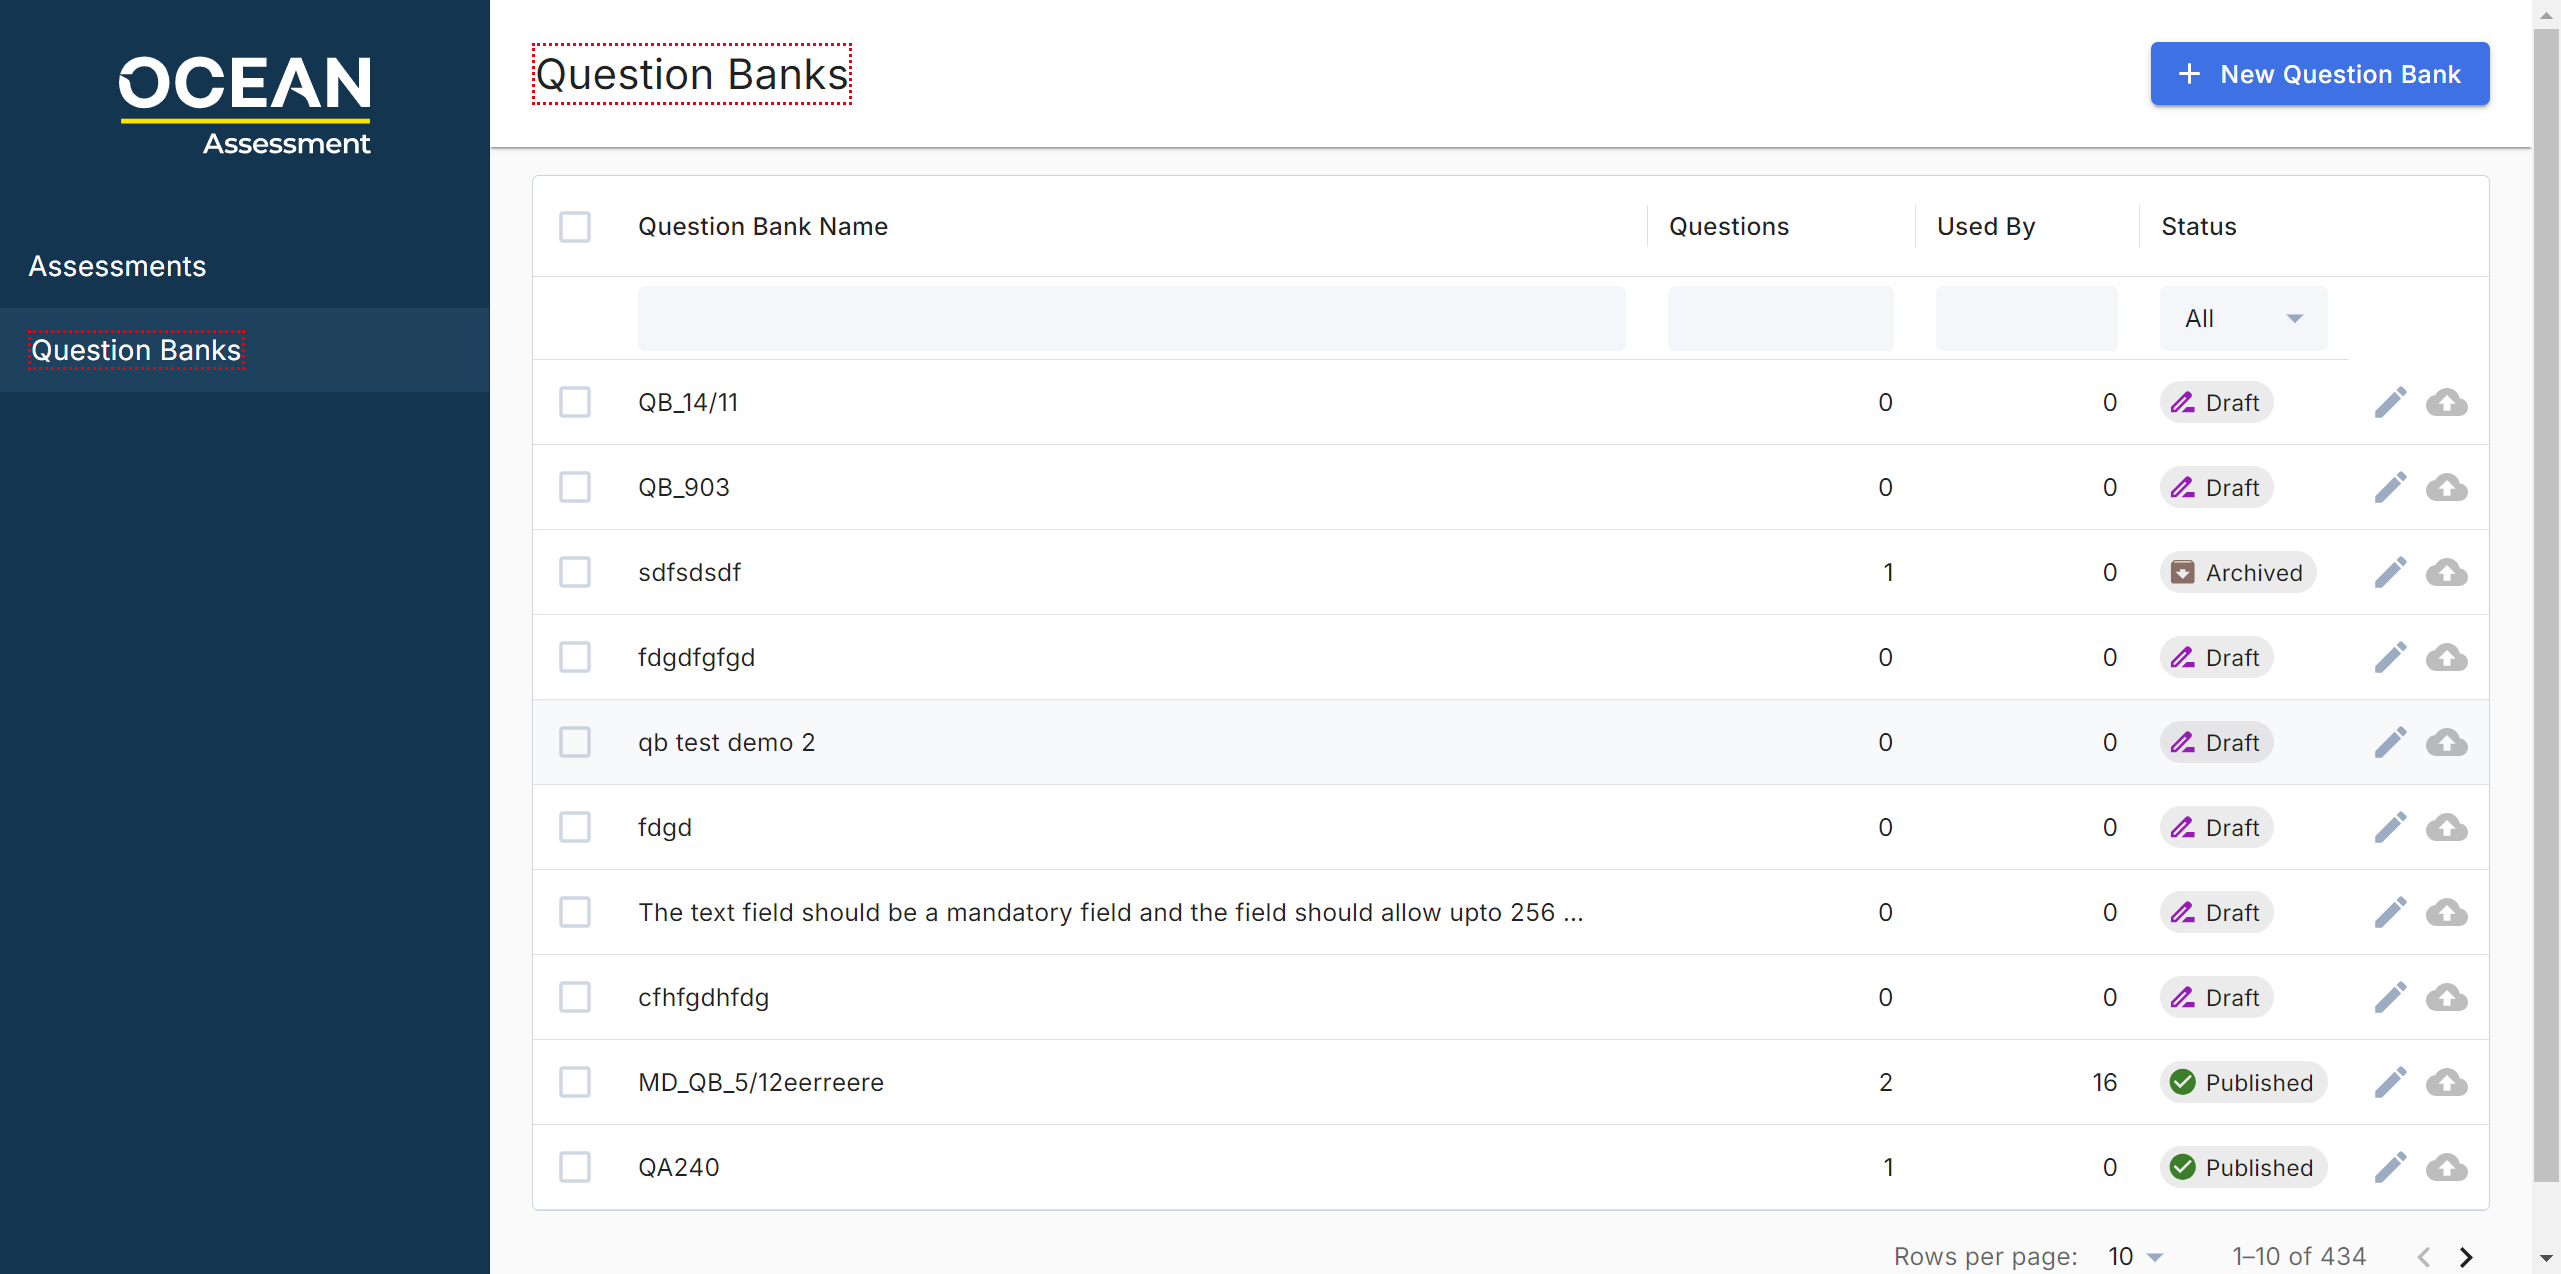 OCEAN
Assessment
Assessments
Question Banks
Question Banks
New Question Bank
Question Bank Name Questions Used By Status
All
QB_14/11 0 0 Draft
QB_903 0 0 Draft
sdfsdsdf 1 0 Archived
fdgdfgfgd 0 0 Draft
qb test demo 2 0 0 Draft
fdgd 0 0 Draft
The text field should be a mandatory field and the field should allow upto 256 ... 0 0 Draft
cfhfgdhfdg 0 0 Draft
MD_QB_5/12eerreere 2 16 Published
QA240 1 0 Published
Rows per page: 10 1–10 of 434